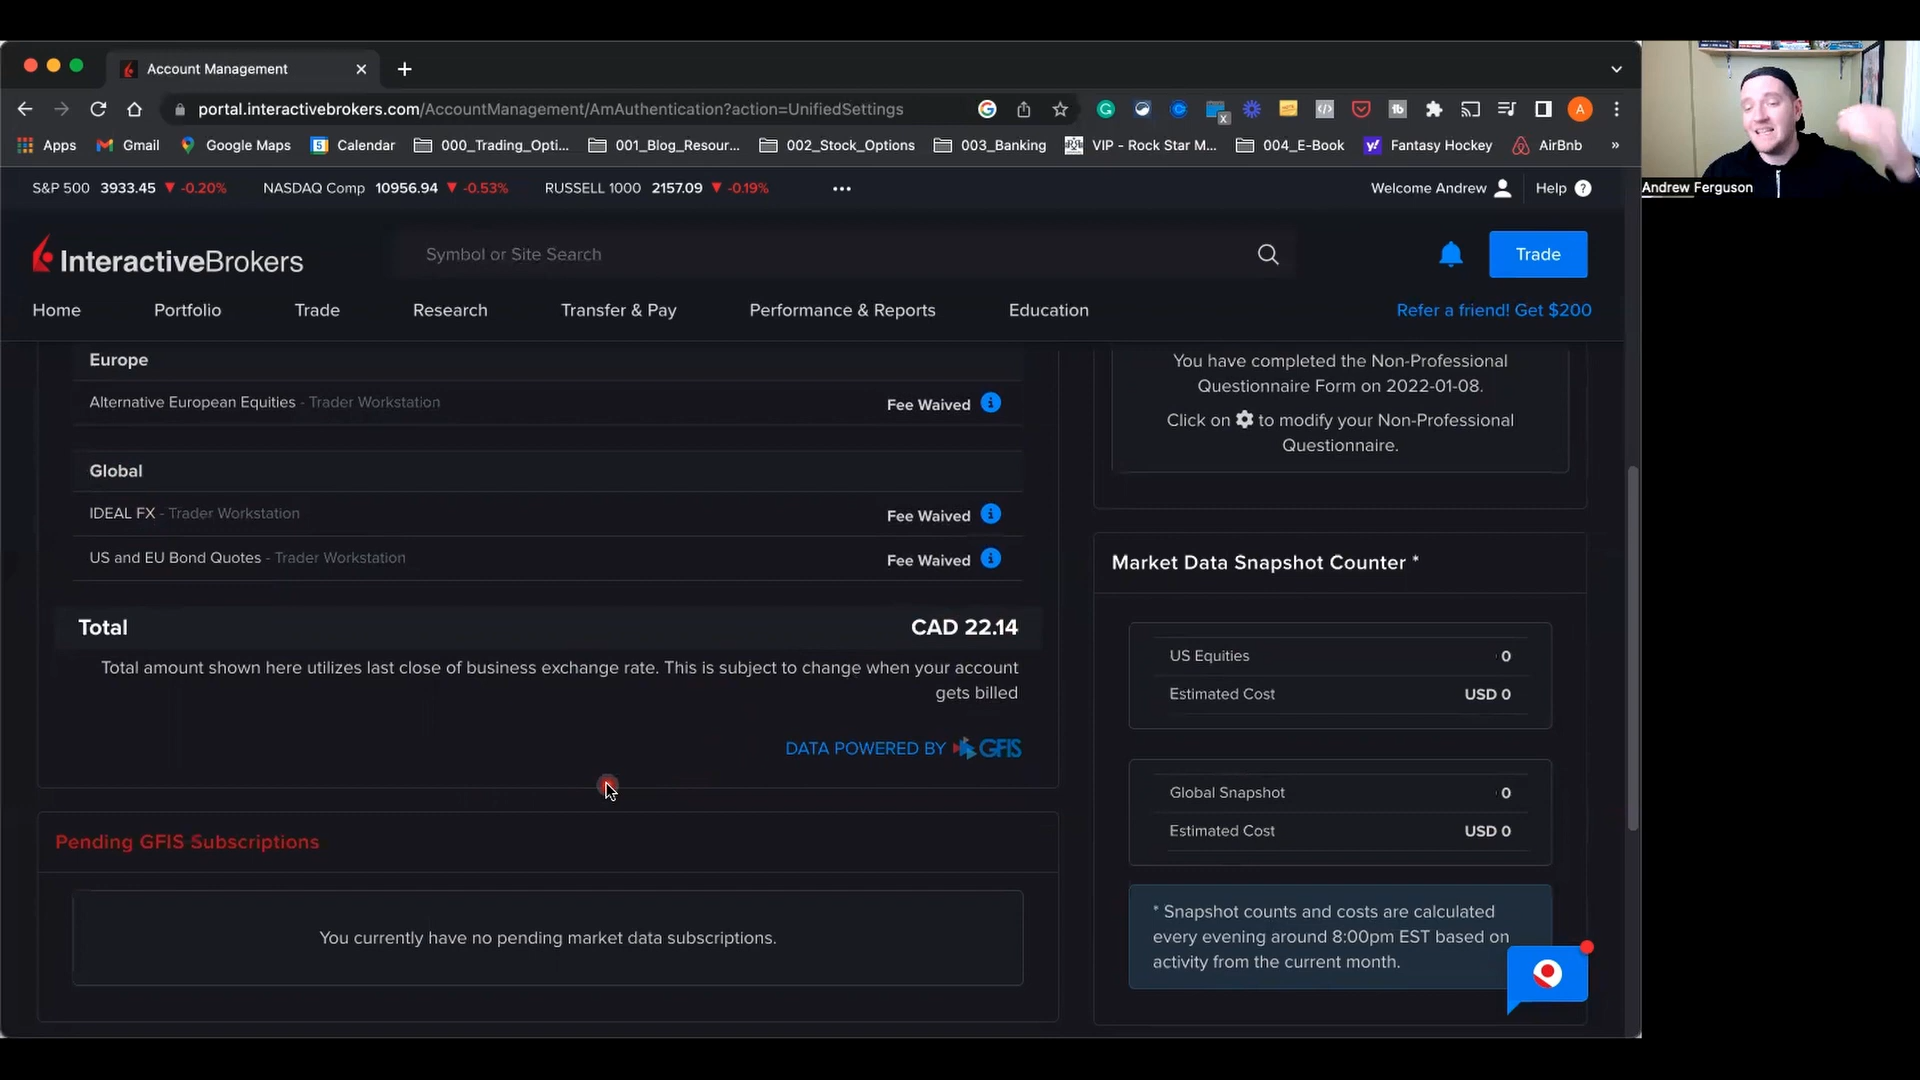 Account Management
portal.interactivebrokers.com/AccountManagement/AmAuthentication?action=UnifiedSettings
Apps Gmail Google Maps Calendar 000_Trading_Opti... 001_Blog_Resour... 002_Stock_Options 003_Banking VIP - Rock Star M... 004_E-Book Fantasy Hockey AirBnb »
S&P 500 3933.45 -0.20% NASDAQ Comp 10956.94 -0.53% RUSSELL 1000 2157.09 -0.19% ••• Welcome Andrew Help ?
Andrew Ferguson
InteractiveBrokers Symbol or Site Search Trade
Home Portfolio Trade Research Transfer & Pay Performance & Reports Education Refer a friend! Get $200
Europe
Alternative European Equities - Trader Workstation Fee Waived
Global
IDEAL FX - Trader Workstation Fee Waived
US and EU Bond Quotes - Trader Workstation Fee Waived
Total CAD 22.14
Total amount shown here utilizes last close of business exchange rate. This is subject to change when your account
gets billed
DATA POWERED BY GFIS
Pending GFIS Subscriptions
You currently have no pending market data subscriptions.
You have completed the Non-Professional
Questionnaire Form on 2022-01-08.
Click on to modify your Non-Professional
Questionnaire.
Market Data Snapshot Counter *
US Equities 0
Estimated Cost USD 0
Global Snapshot 0
Estimated Cost USD 0
* Snapshot counts and costs are calculated
every evening around 8:00pm EST based on
activity from the current month.